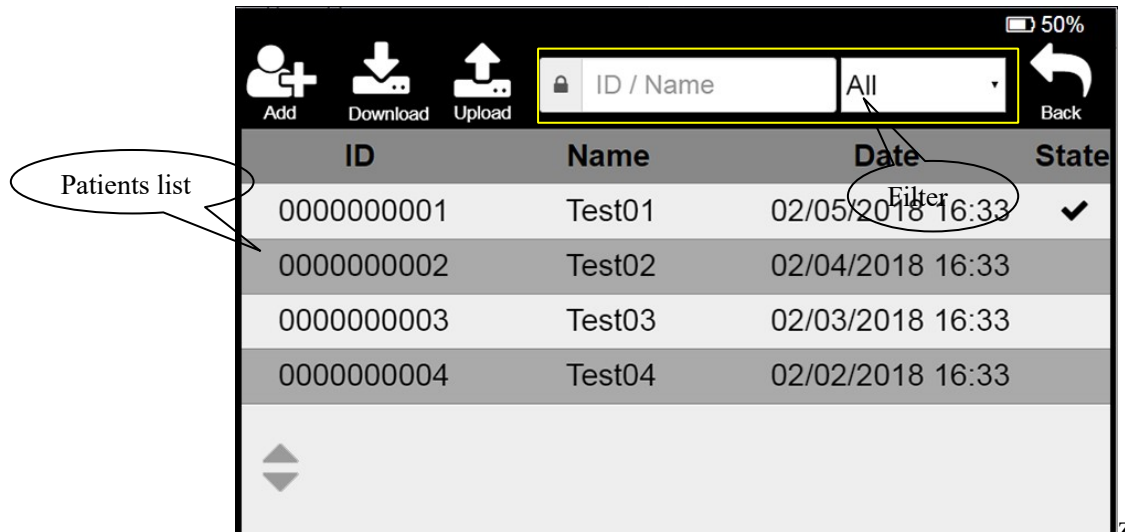 50%
Add Download Upload ID / Name All Back
ID Name Date State
Patients list
Filter
0000000001 Test01 02/05/2018 16:33
0000000002 Test02 02/04/2018 16:33
0000000003 Test03 02/03/2018 16:33
0000000004 Test04 02/02/2018 16:33